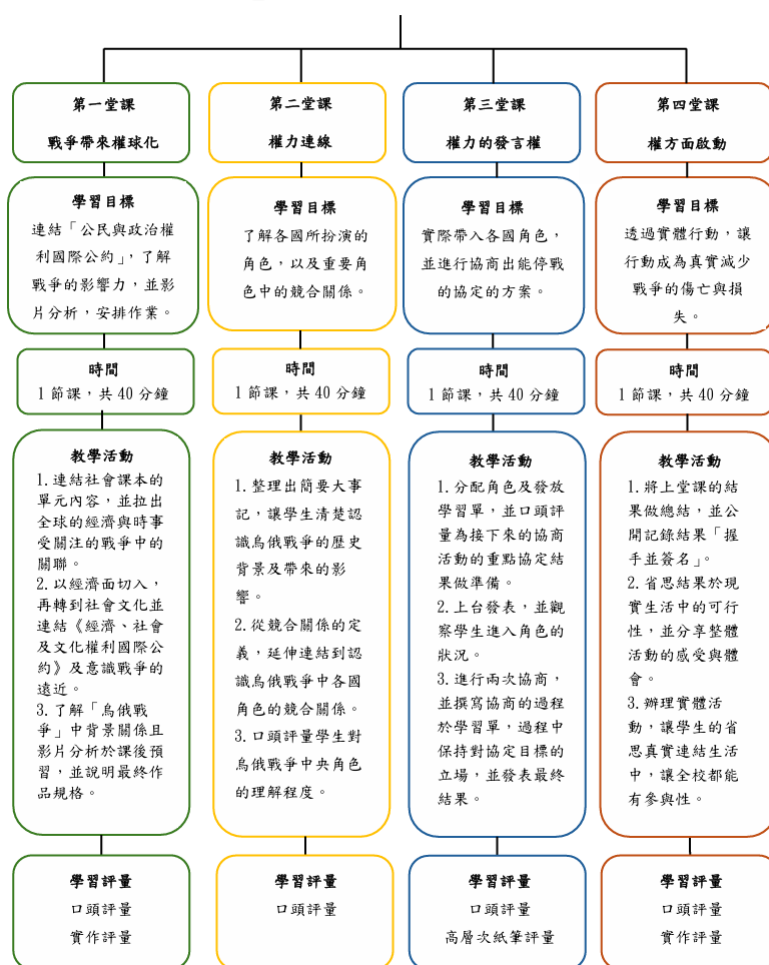 第一堂課
戰爭帶來權球化
學習目標
連結「公民與政治權
利國際公約」，了解
戰爭的影響力，並影
片分析，安排作業。
時間
1 節課，共 40 分鐘
教學活動
1. 連結社會課本的
單元內容，並拉出
全球的經濟與時事
受關注的戰爭中的
關聯。
2. 以經濟面切入，
再轉到社會文化並
連結《經濟、社會
及文化權利國際公
約》及意識戰爭的
遠近。
3. 了解「烏俄戰
爭」中背景關係且
影片分析於課後預
習，並說明最終作
品規格。
學習評量
口頭評量
實作評量
第二堂課
權力連線
學習目標
了解各國所扮演的
角色，以及重要角
色中的競合關係。
時間
1 節課，共 40 分鐘
教學活動
1. 整理出簡要大事
記，讓學生清楚認
識烏俄戰爭的歷史
背景及帶來的影
響。
2. 從競合關係的定
義，延伸連結到認
識烏俄戰爭中各國
角色的競合關係。
3. 口頭評量學生對
烏俄戰爭中央角色
的理解程度。
學習評量
口頭評量
第三堂課
權力的發言權
學習目標
實際帶入各國角色，
並進行協商出能停戰
的協定的方案。
時間
1 節課，共 40 分鐘
教學活動
1. 分配角色及發放
學習單，並口頭評
量為接下來的協商
活動的重點協定結
果做準備。
2. 上台發表，並觀
察學生進入角色的
狀況。
3. 進行兩次協商，
並撰寫協商的過程
於學習單，過程中
保持對協定目標的
立場，並發表最終
結果。
學習評量
口頭評量
高層次紙筆評量
第四堂課
權方面啟動
學習目標
透過實體行動，讓
行動成為真實減少
戰爭的傷亡與損
失。
時間
1 節課，共 40 分鐘
教學活動
1. 將上堂課的結
果做總結，並公
開記錄結果「握
手並簽名」。
2. 省思結果於現
實生活中的可行
性，並分享整體
活動的感受與體
會。
3. 辦理實體活
動，讓學生的省
思真實連結生活
中，讓全校都能
有參與性。
學習評量
口頭評量
實作評量